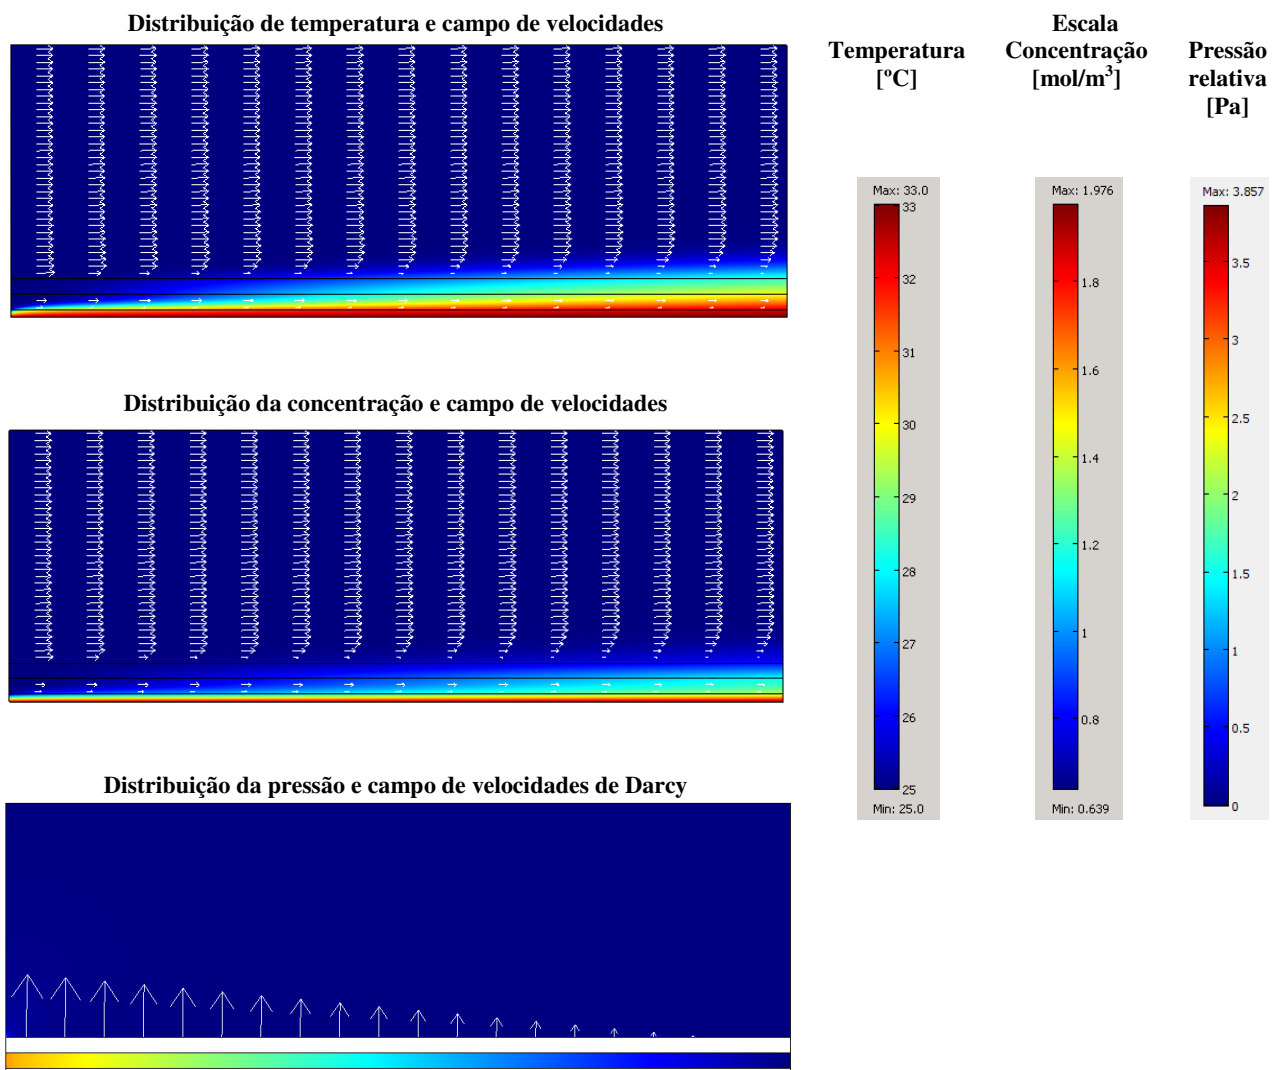 Distribuição de temperatura e campo de velocidades
Escala
Temperatura
[ºC]
Concentração
[mol/m³]
Pressão
relativa
[Pa]
Max: 33.0
33
32
31
30
29
28
27
26
25
Min: 25.0
Max: 1.976
1.8
1.6
1.4
1.2
1
0.8
Min: 0.639
Max: 3.857
3.5
3
2.5
2
1.5
1
0.5
0
Distribuição da concentração e campo de velocidades
Distribuição da pressão e campo de velocidades de Darcy